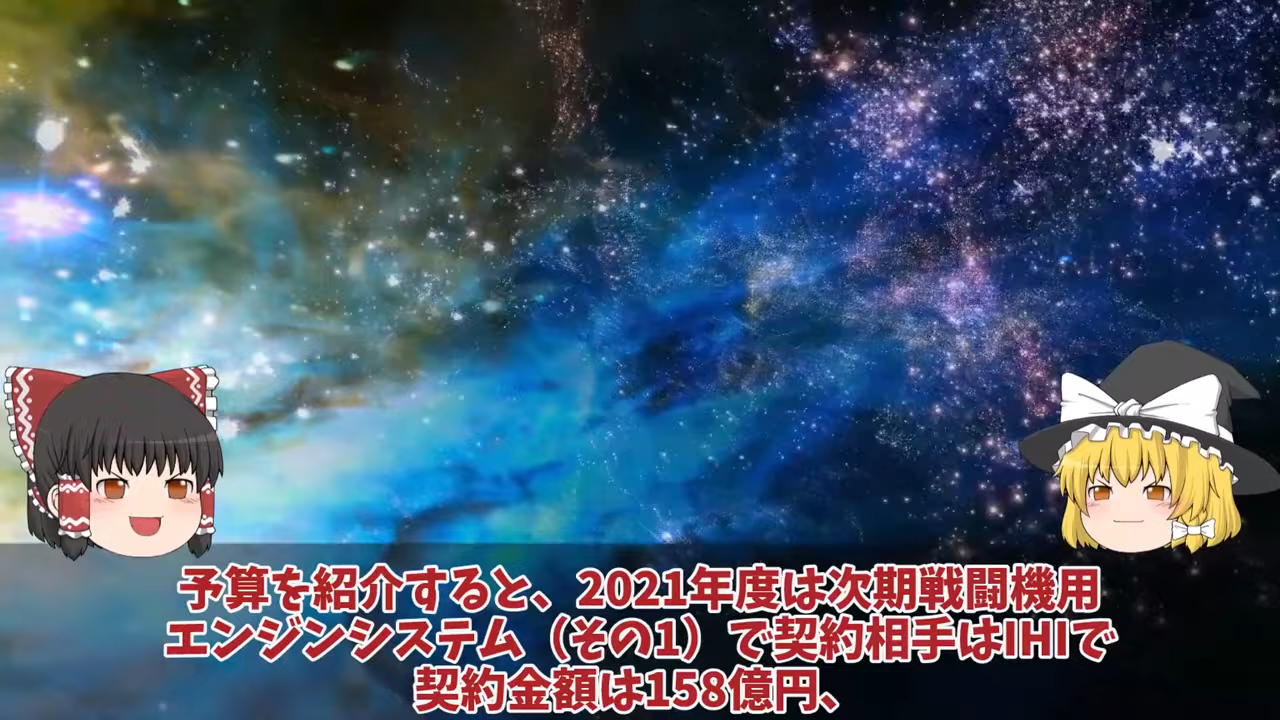 予算を紹介すると、2021年度は次期戦闘機用
エンジンシステム（その1）で契約相手はIHIで
契約金額は158億円、